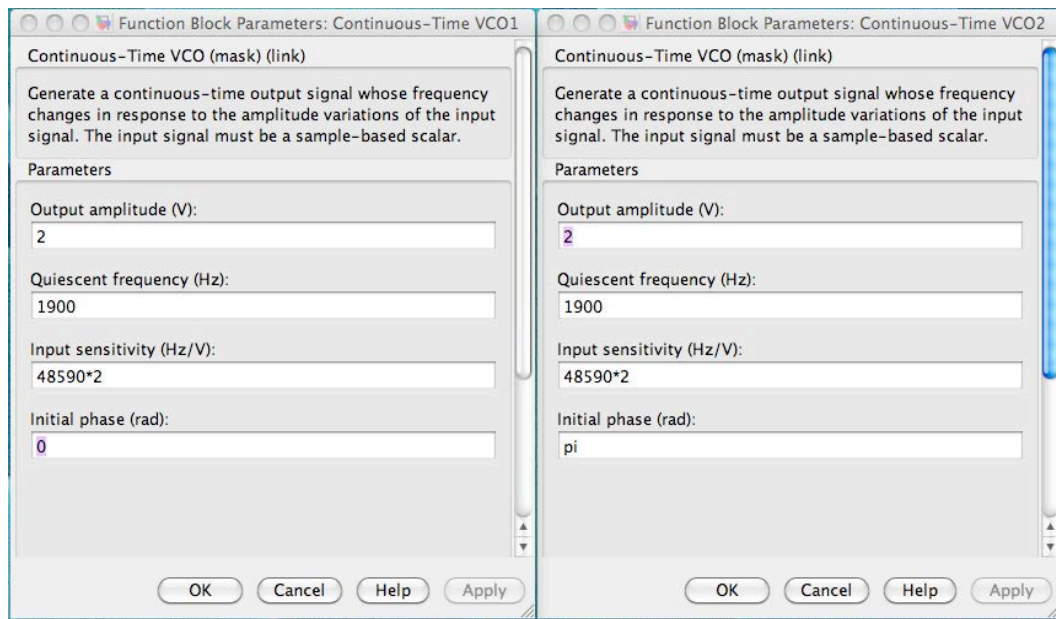 Function Block Parameters: Continuous-Time VCO1
Continuous-Time VCO (mask) (link)
Generate a continuous-time output signal whose frequency
changes in response to the amplitude variations of the input
signal. The input signal must be a sample-based scalar.
Parameters
Output amplitude (V):
2
Quiescent frequency (Hz):
1900
Input sensitivity (Hz/V):
48590*2
Initial phase (rad):
0
OK Cancel Help Apply
Function Block Parameters: Continuous-Time VCO2
Continuous-Time VCO (mask) (link)
Generate a continuous-time output signal whose frequency
changes in response to the amplitude variations of the input
signal. The input signal must be a sample-based scalar.
Parameters
Output amplitude (V):
2
Quiescent frequency (Hz):
1900
Input sensitivity (Hz/V):
48590*2
Initial phase (rad):
pi
OK Cancel Help Apply